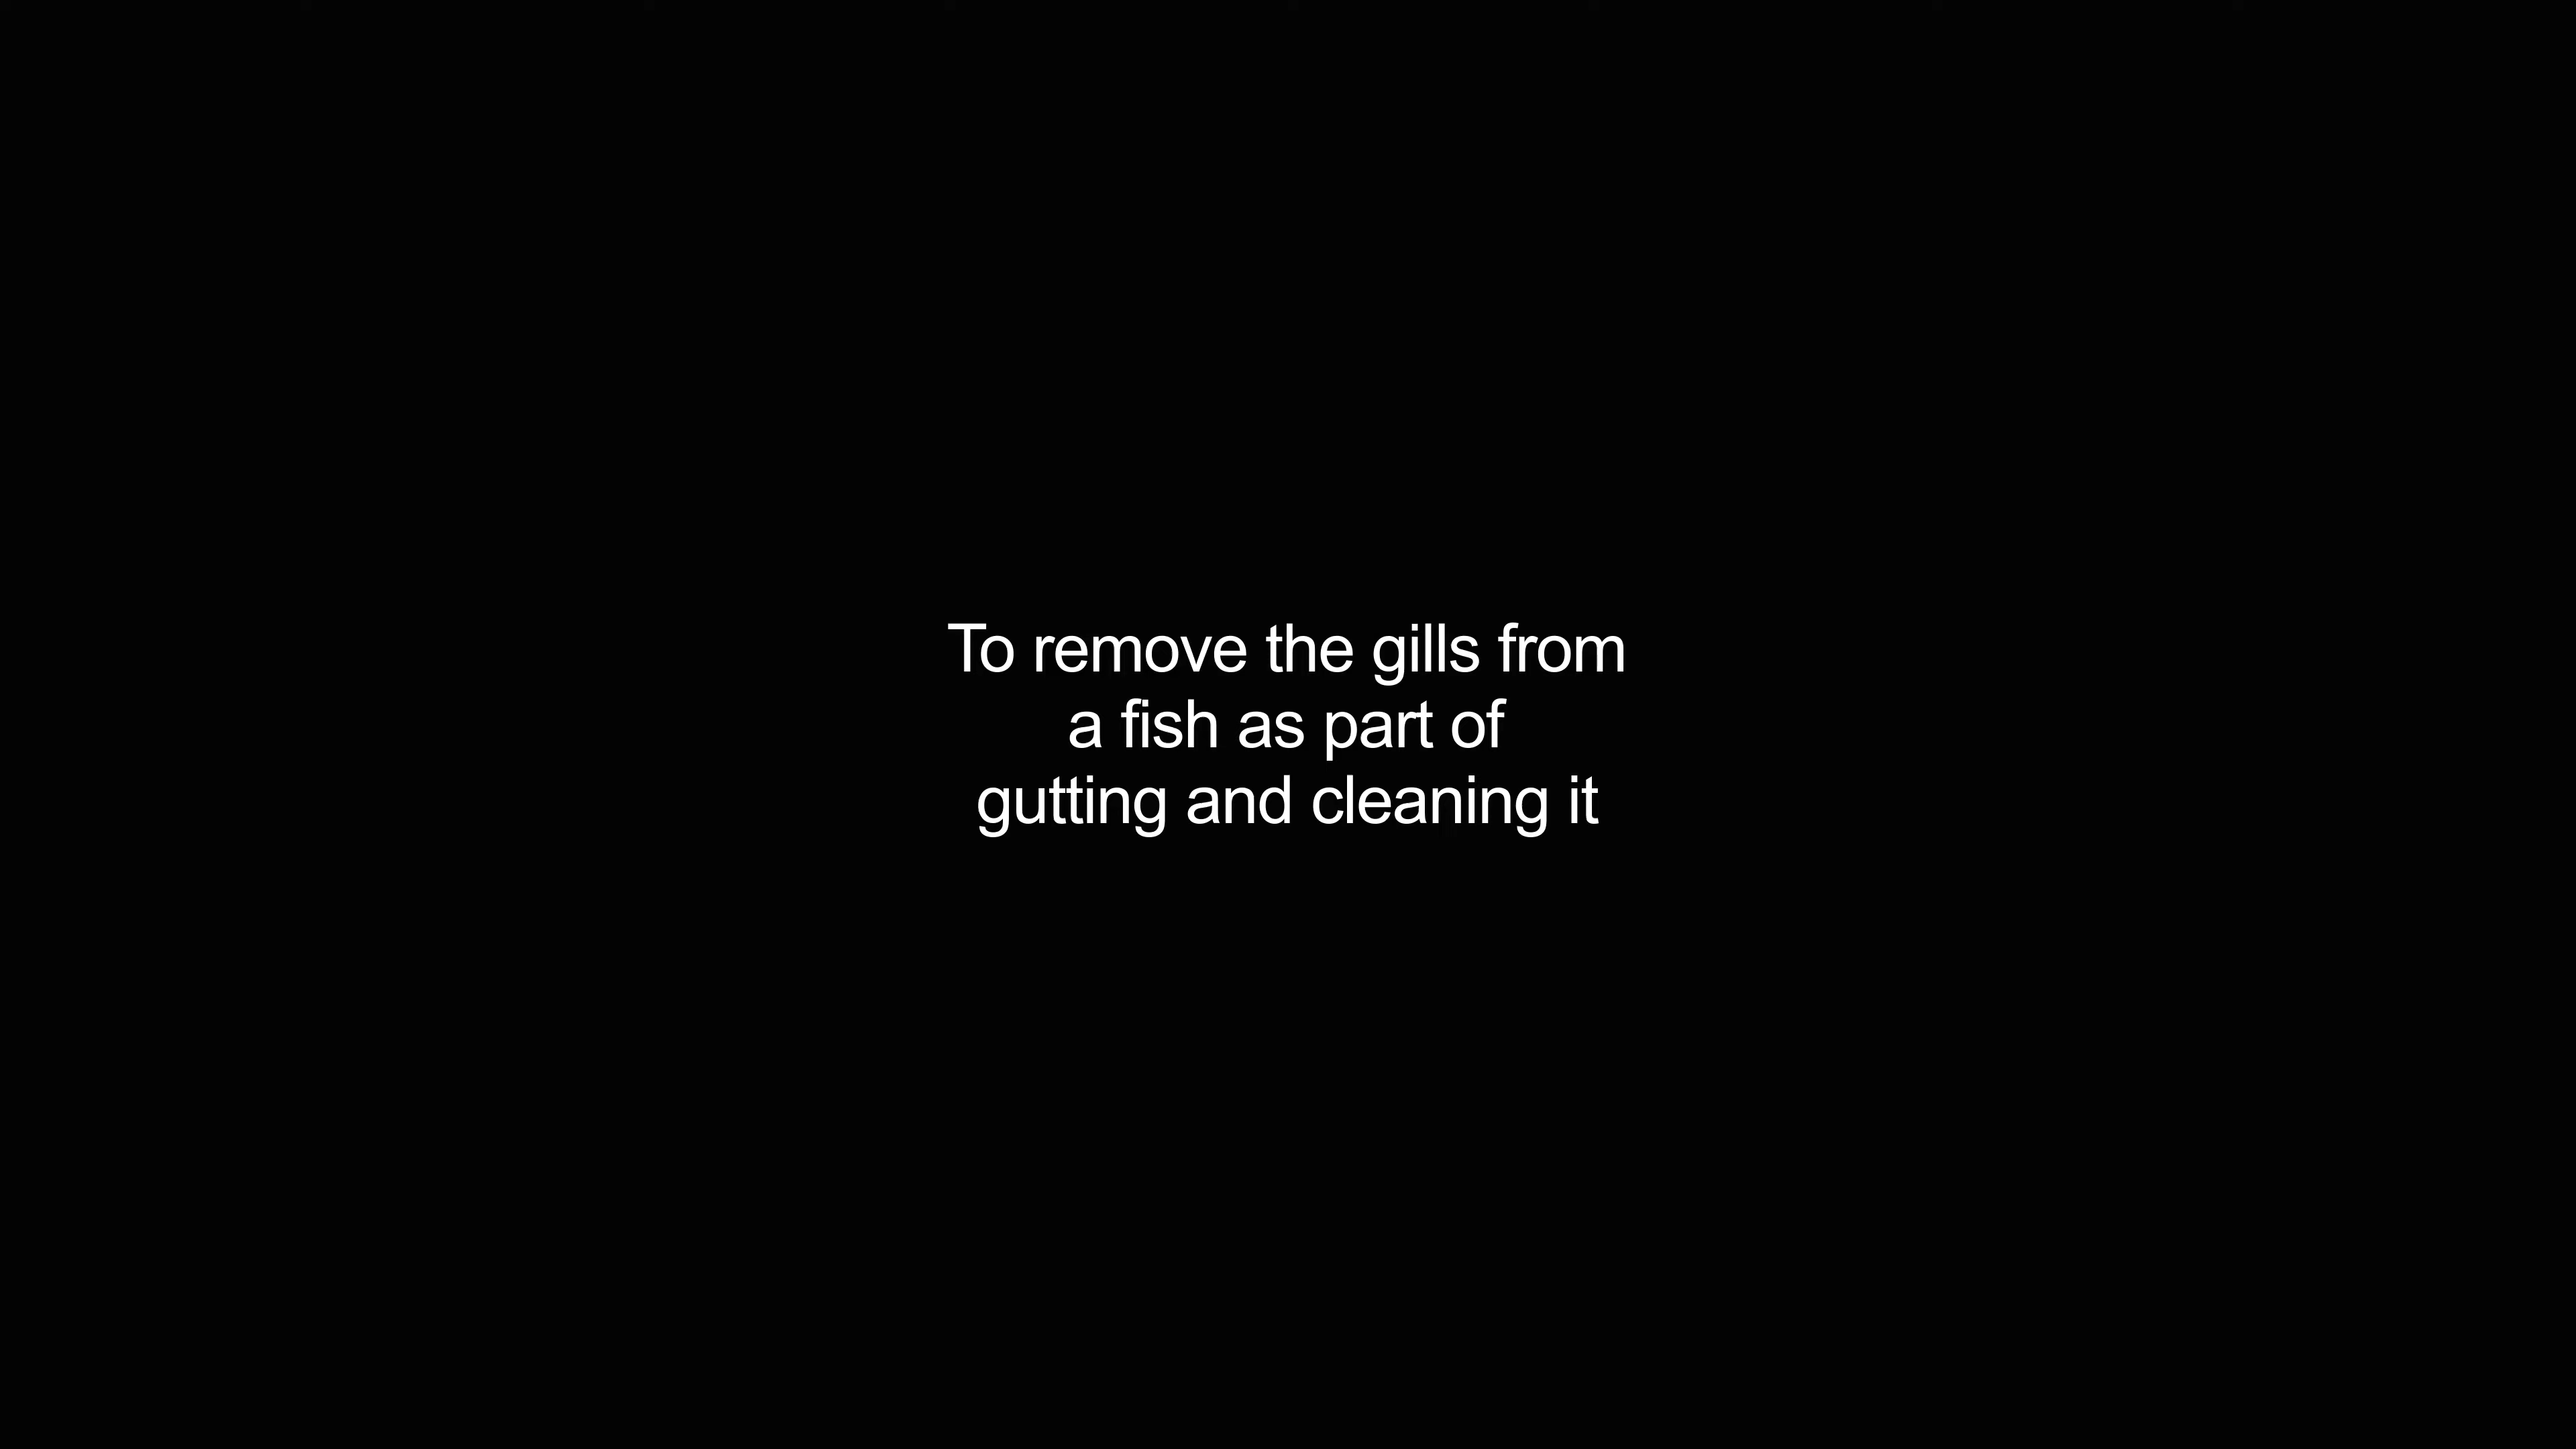 To remove the gills from
a fish as part of
gutting and cleaning it